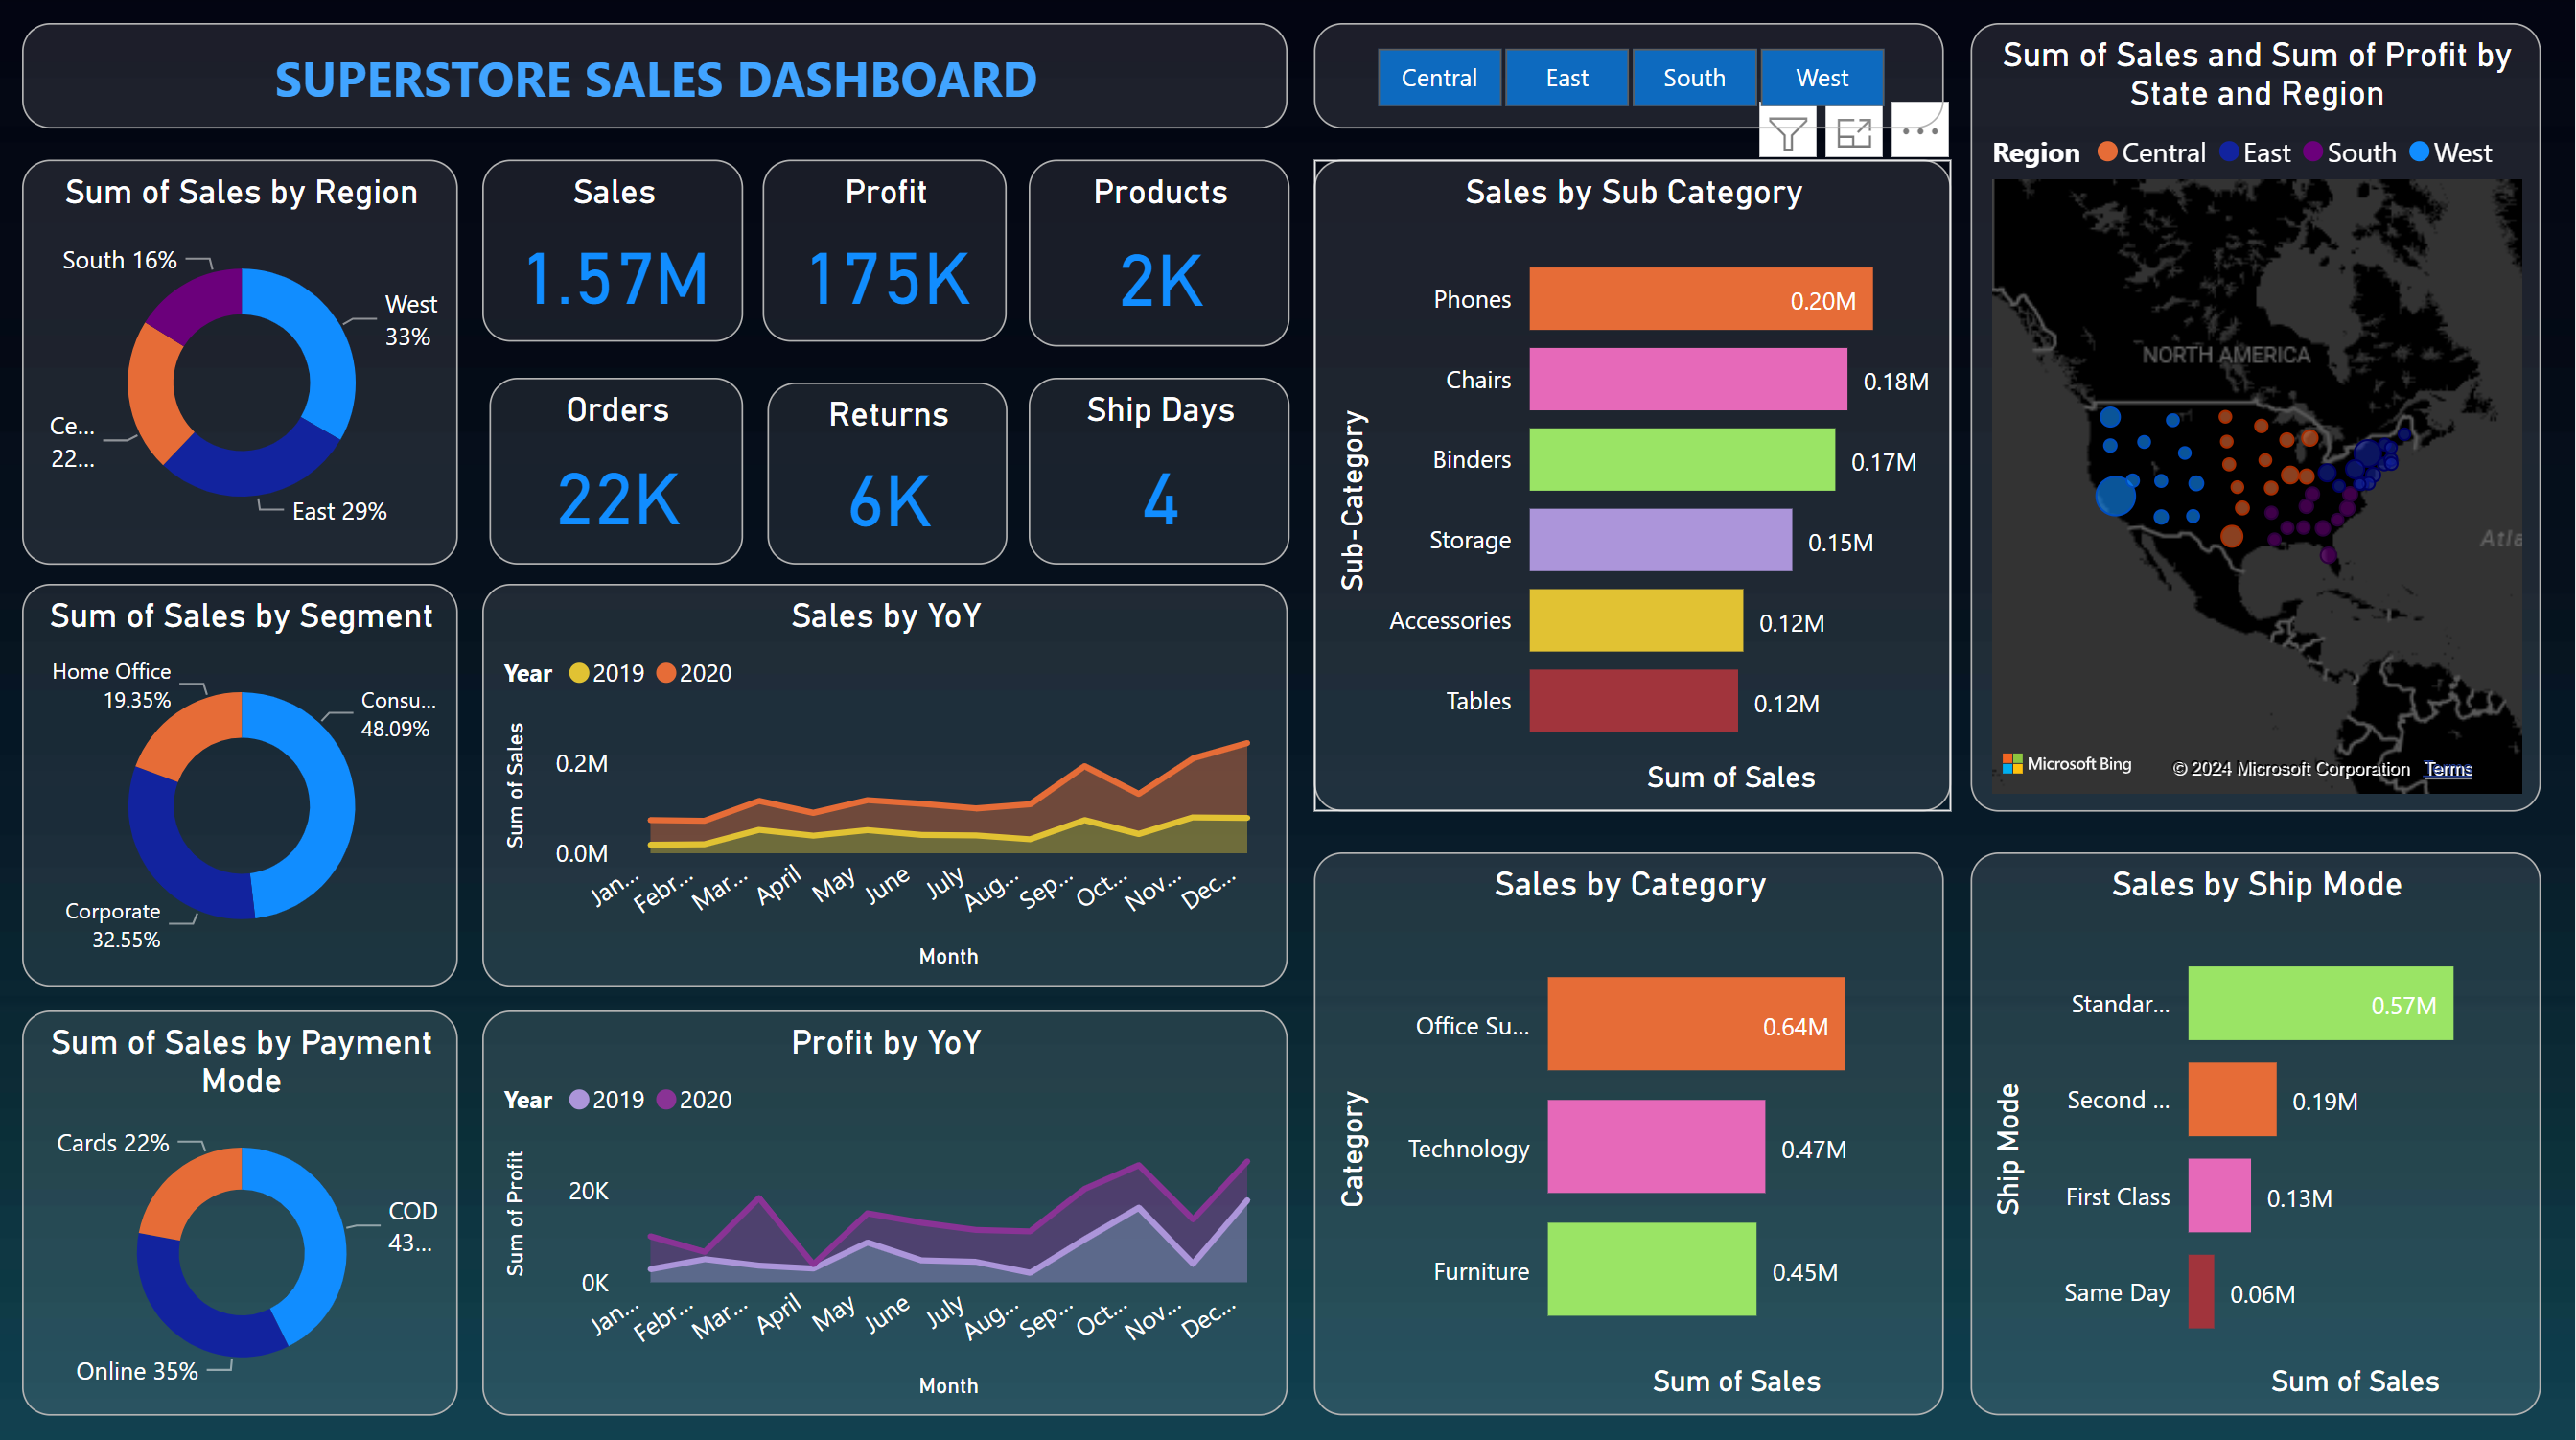 SUPERSTORE SALES DASHBOARD
Central
East
South
West
Sum of Sales by Region
South 16%
West
33%
Ce...
22...
East 29%
Sales
1.57M
Profit
175K
Products
2K
Orders
22K
Returns
6K
Ship Days
4
Sales by Sub Category
Sub-Category
Phones
0.20M
Chairs
0.18M
Binders
0.17M
Storage
0.15M
Accessories
0.12M
Tables
0.12M
Sum of Sales
Sum of Sales and Sum of Profit by
State and Region
Region Central East South West
NORTH AMERICA
Atla
Microsoft Bing
© 2024 Microsoft Corporation Terms
Sum of Sales by Segment
Home Office
19.35%
Consu...
48.09%
Corporate
32.55%
Sales by YoY
Year 2019 2020
Sum of Sales
0.2M
0.0M
Jan... Febr... Mar... April May June July Aug... Sep... Oct... Nov... Dec...
Month
Sum of Sales by Payment
Mode
Cards 22%
COD
43...
Online 35%
Profit by YoY
Year 2019 2020
Sum of Profit
20K
0K
Jan... Febr... Mar... April May June July Aug... Sep... Oct... Nov... Dec...
Month
Sales by Category
Category
Office Su...
0.64M
Technology
0.47M
Furniture
0.45M
Sum of Sales
Sales by Ship Mode
Ship Mode
Standar...
0.57M
Second ...
0.19M
First Class
0.13M
Same Day
0.06M
Sum of Sales